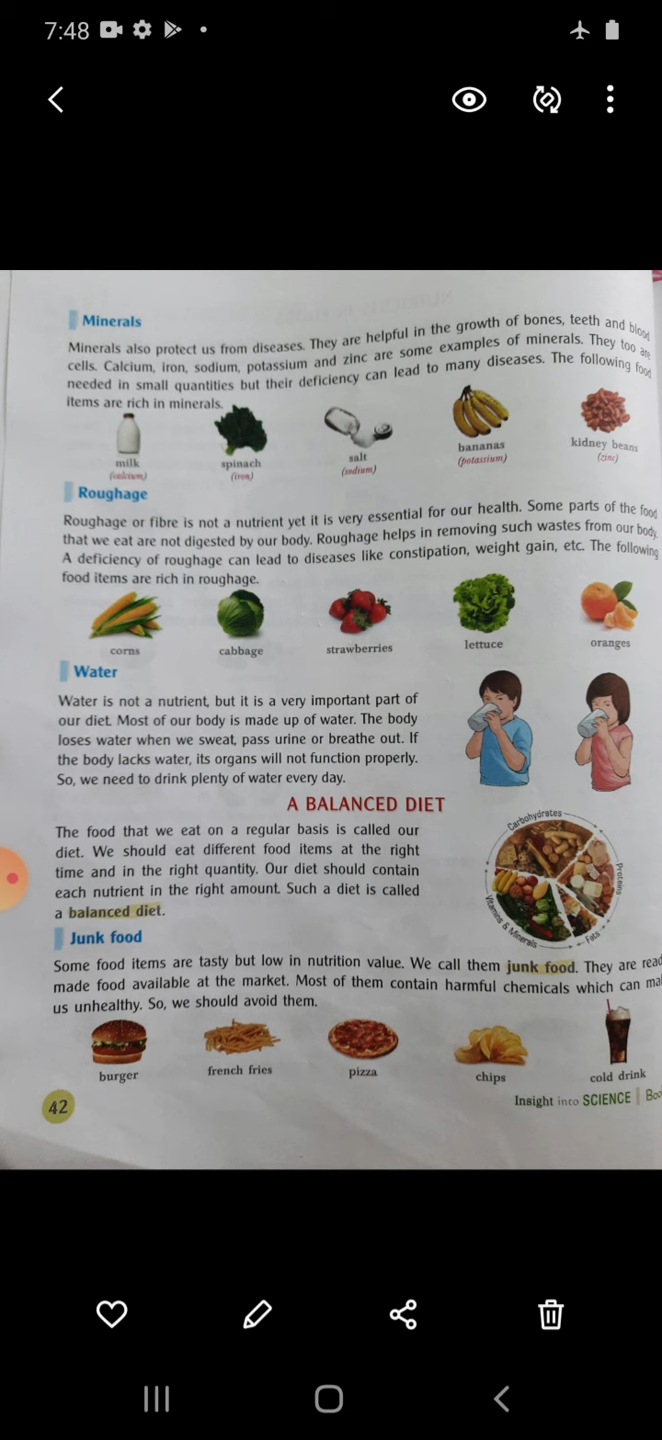 7:48
Minerals
Minerals also protect us from diseases. They are helpful in the growth of bones, teeth and blood
cells. Calcium, iron, sodium, potassium and zinc are some examples of minerals. They too are
needed in small quantities but their deficiency can lead to many diseases. The following food
items are rich in minerals.
milk
(calcium)
spinach
(iron)
salt
(sodium)
bananas
(potassium)
kidney beans
(zinc)
Roughage
Roughage or fibre is not a nutrient yet it is very essential for our health. Some parts of the food
that we eat are not digested by our body. Roughage helps in removing such wastes from our body.
A deficiency of roughage can lead to diseases like constipation, weight gain, etc. The following
food items are rich in roughage.
corns
cabbage
strawberries
lettuce
oranges
Water
Water is not a nutrient, but it is a very important part of
our diet. Most of our body is made up of water. The body
loses water when we sweat, pass urine or breathe out. If
the body lacks water, its organs will not function properly.
So, we need to drink plenty of water every day.
A BALANCED DIET
The food that we eat on a regular basis is called our
diet. We should eat different food items at the right
time and in the right quantity. Our diet should contain
each nutrient in the right amount. Such a diet is called
a balanced diet.
Carbohydrates
Proteins
Fats
Vitamins & Minerals
Junk food
Some food items are tasty but low in nutrition value. We call them junk food. They are read
made food available at the market. Most of them contain harmful chemicals which can ma
us unhealthy. So, we should avoid them.
burger
french fries
pizza
chips
cold drink
42
Insight into SCIENCE | Boo